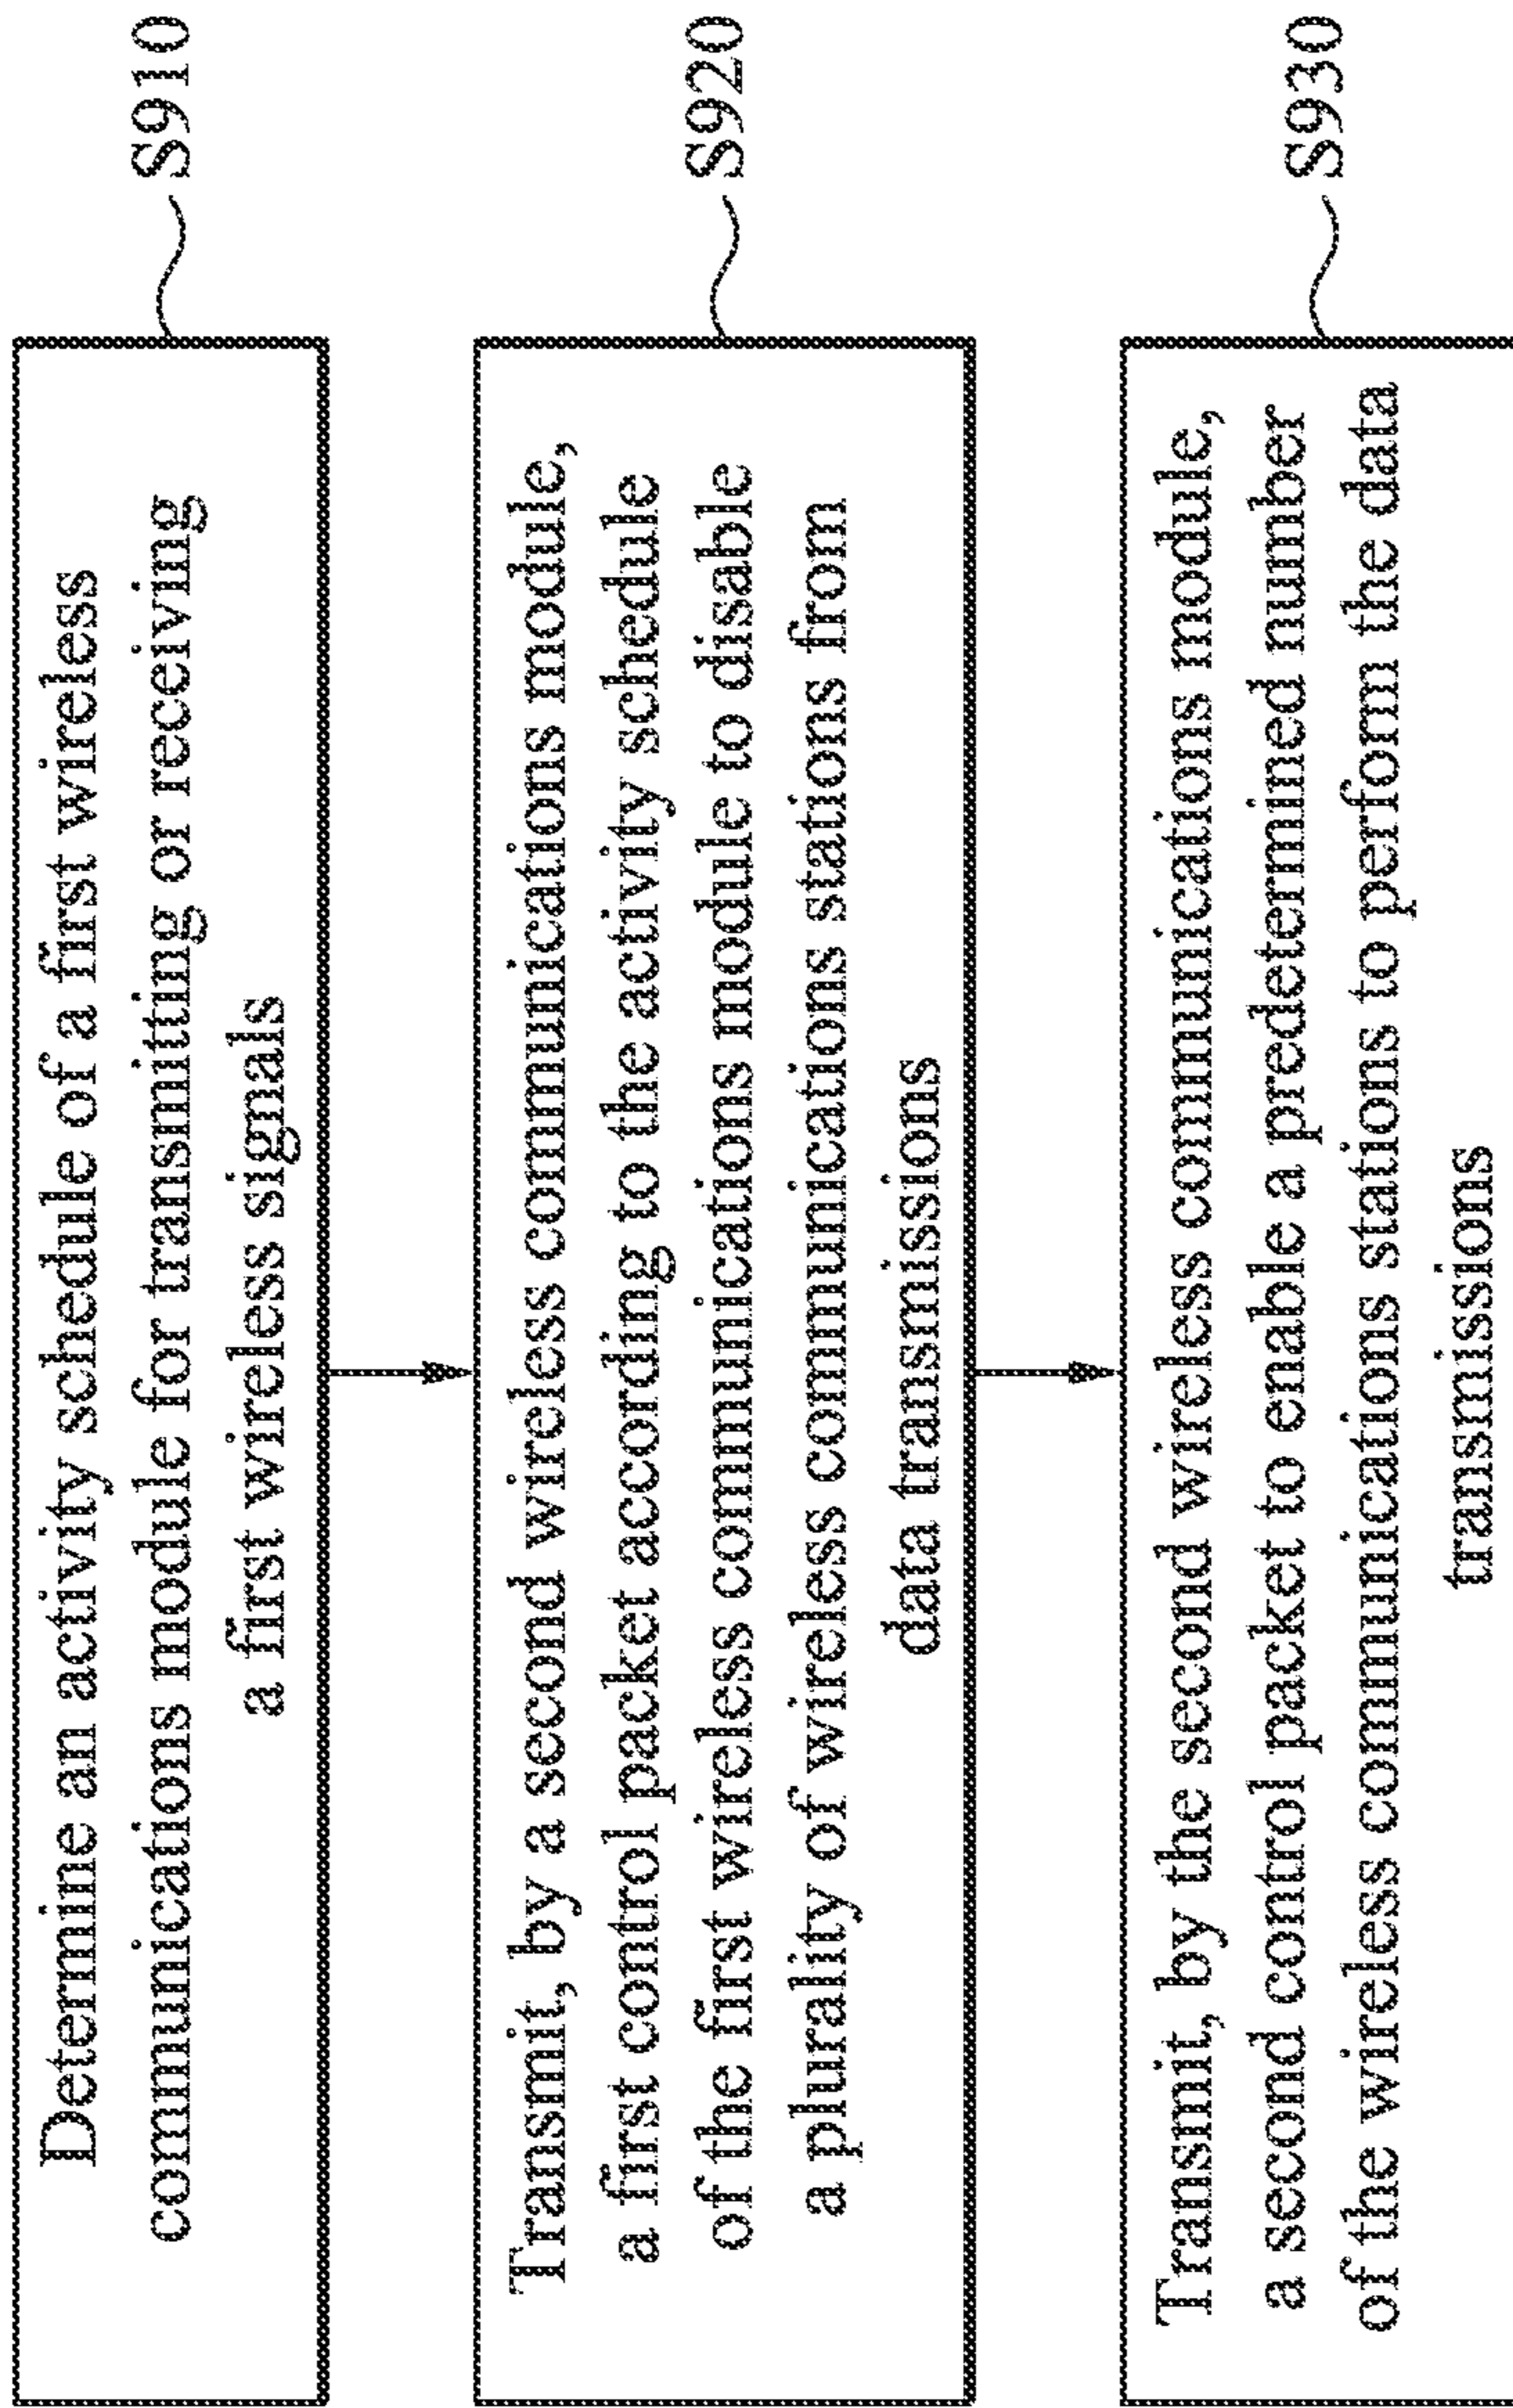 Determine an activity schedule of a first wireless
communications module for transmitting or receiving
a first wireless signals
S910
Transmit, by a second wireless communications module,
a first control packet according to the activity schedule
of the first wireless communications module to disable
a plurality of wireless communications stations from
data transmissions
S920
Transmit, by the second wireless communications module,
a second control packet to enable a predetermined number
of the wireless communications stations to perform the data
transmissions
S930